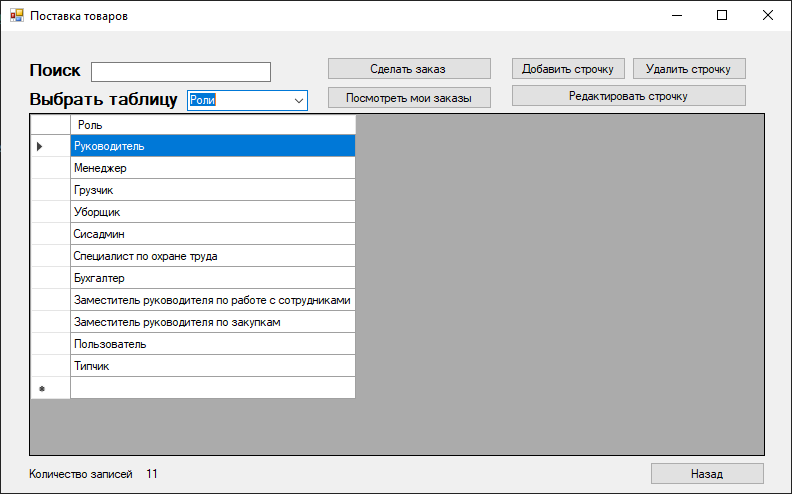 Поставка товаров
Поиск
Сделать заказ
Добавить строчку
Удалить строчку
Выбрать таблицу
Роли
Посмотреть мои заказы
Редактировать строчку
Роль
Руководитель
Менеджер
Грузчик
Уборщик
Сисадмин
Специалист по охране труда
Бухгалтер
Заместитель руководителя по работе с сотрудниками
Заместитель руководителя по закупкам
Пользователь
Типчик
Количество записей 11
Назад